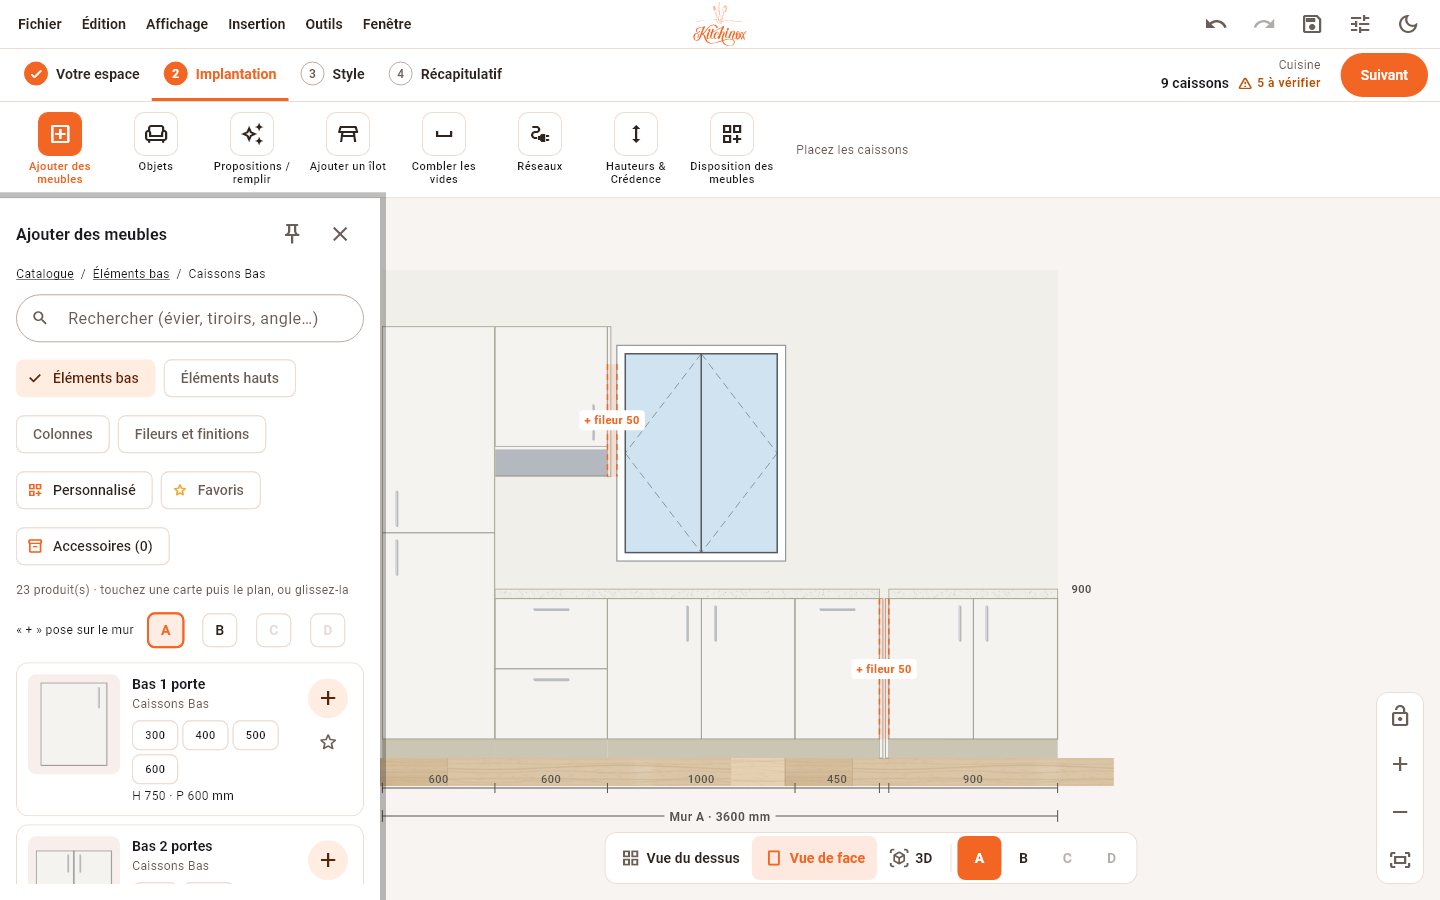 Fichier Édition Affichage Insertion Outils Fenêtre
Kitchinox
Votre espace
2 Implantation
3 Style
4 Récapitulatif
Cuisine
9 caissons 5 à vérifier
Suivant
Ajouter des meubles
Objets
Propositions / remplir
Ajouter un îlot
Combler les vides
Réseaux
Hauteurs & Crédence
Disposition des meubles
Placez les caissons
Ajouter des meubles
Catalogue / Éléments bas / Caissons Bas
Rechercher (évier, tiroirs, angle…)
Éléments bas
Éléments hauts
Colonnes
Fileurs et finitions
Personnalisé
Favoris
Accessoires (0)
23 produit(s) · touchez une carte puis le plan, ou glissez-la
« + » pose sur le mur A B C D
Bas 1 porte
Caissons Bas
300 400 500
600
H 750 · P 600 mm
Bas 2 portes
Caissons Bas
+ fileur 50
900
+ fileur 50
600 600 1000 450 900
Mur A · 3600 mm
Vue du dessus Vue de face 3D A B C D